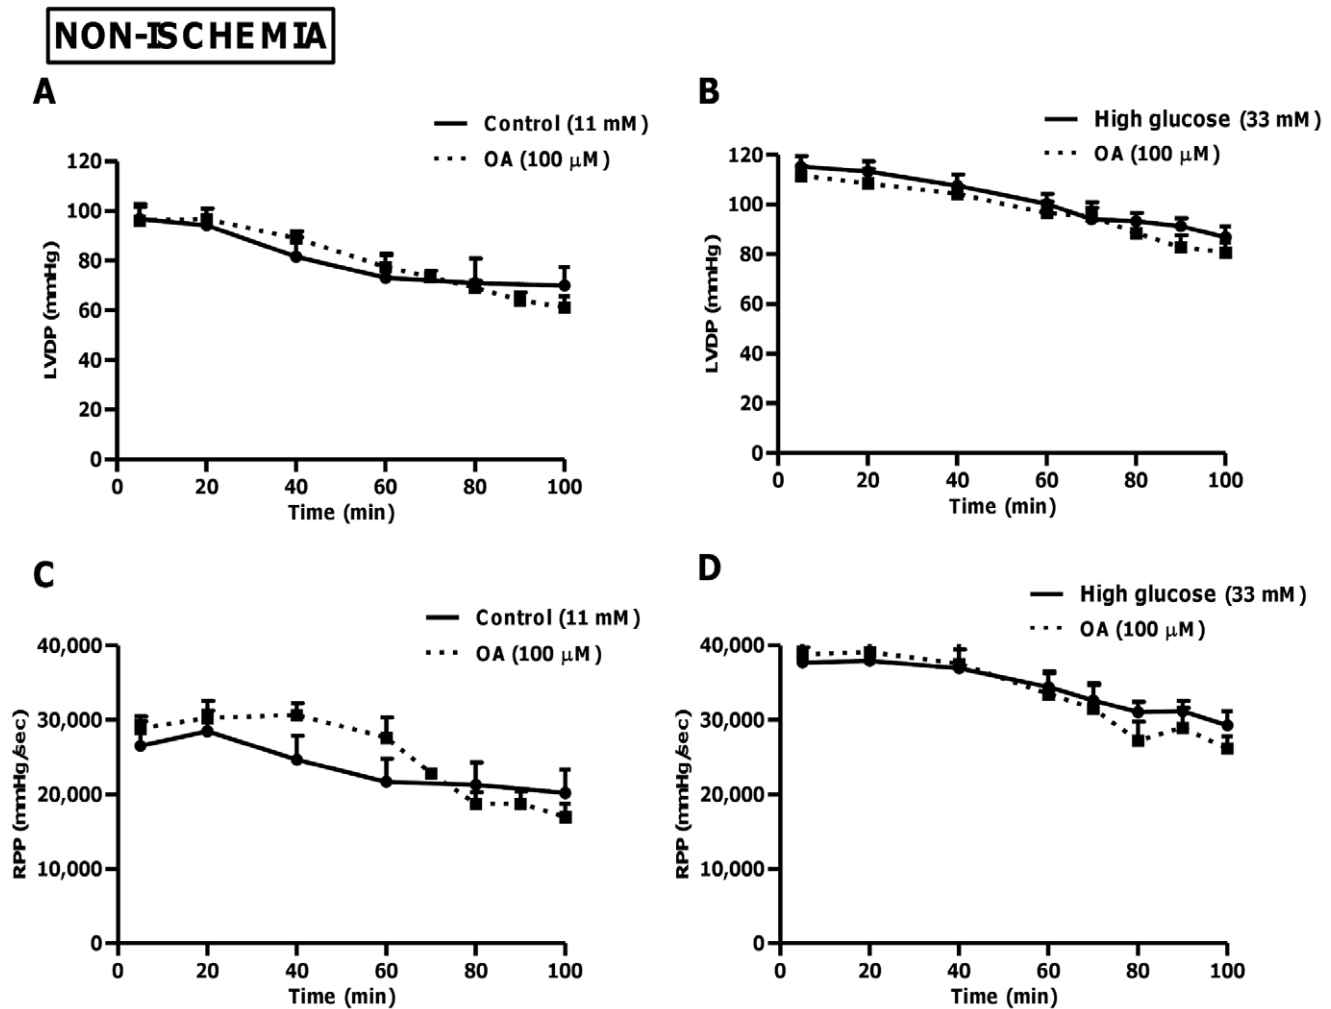 NON-ISCHEMIA
A
Control (11 mM)
OA (100 µM)
120
100
80
60
40
20
0
LVDP (mmHg)
0 20 40 60 80 100
Time (min)
B
High glucose (33 mM)
OA (100 µM)
120
100
80
60
40
20
0
LVDP (mmHg)
0 20 40 60 80 100
Time (min)
C
Control (11 mM)
OA (100 µM)
40,000
30,000
20,000
10,000
0
RPP (mmHg/sec)
0 20 40 60 80 100
Time (min)
D
High glucose (33 mM)
OA (100 µM)
40,000
30,000
20,000
10,000
0
RPP (mmHg/sec)
0 20 40 60 80 100
Time (min)